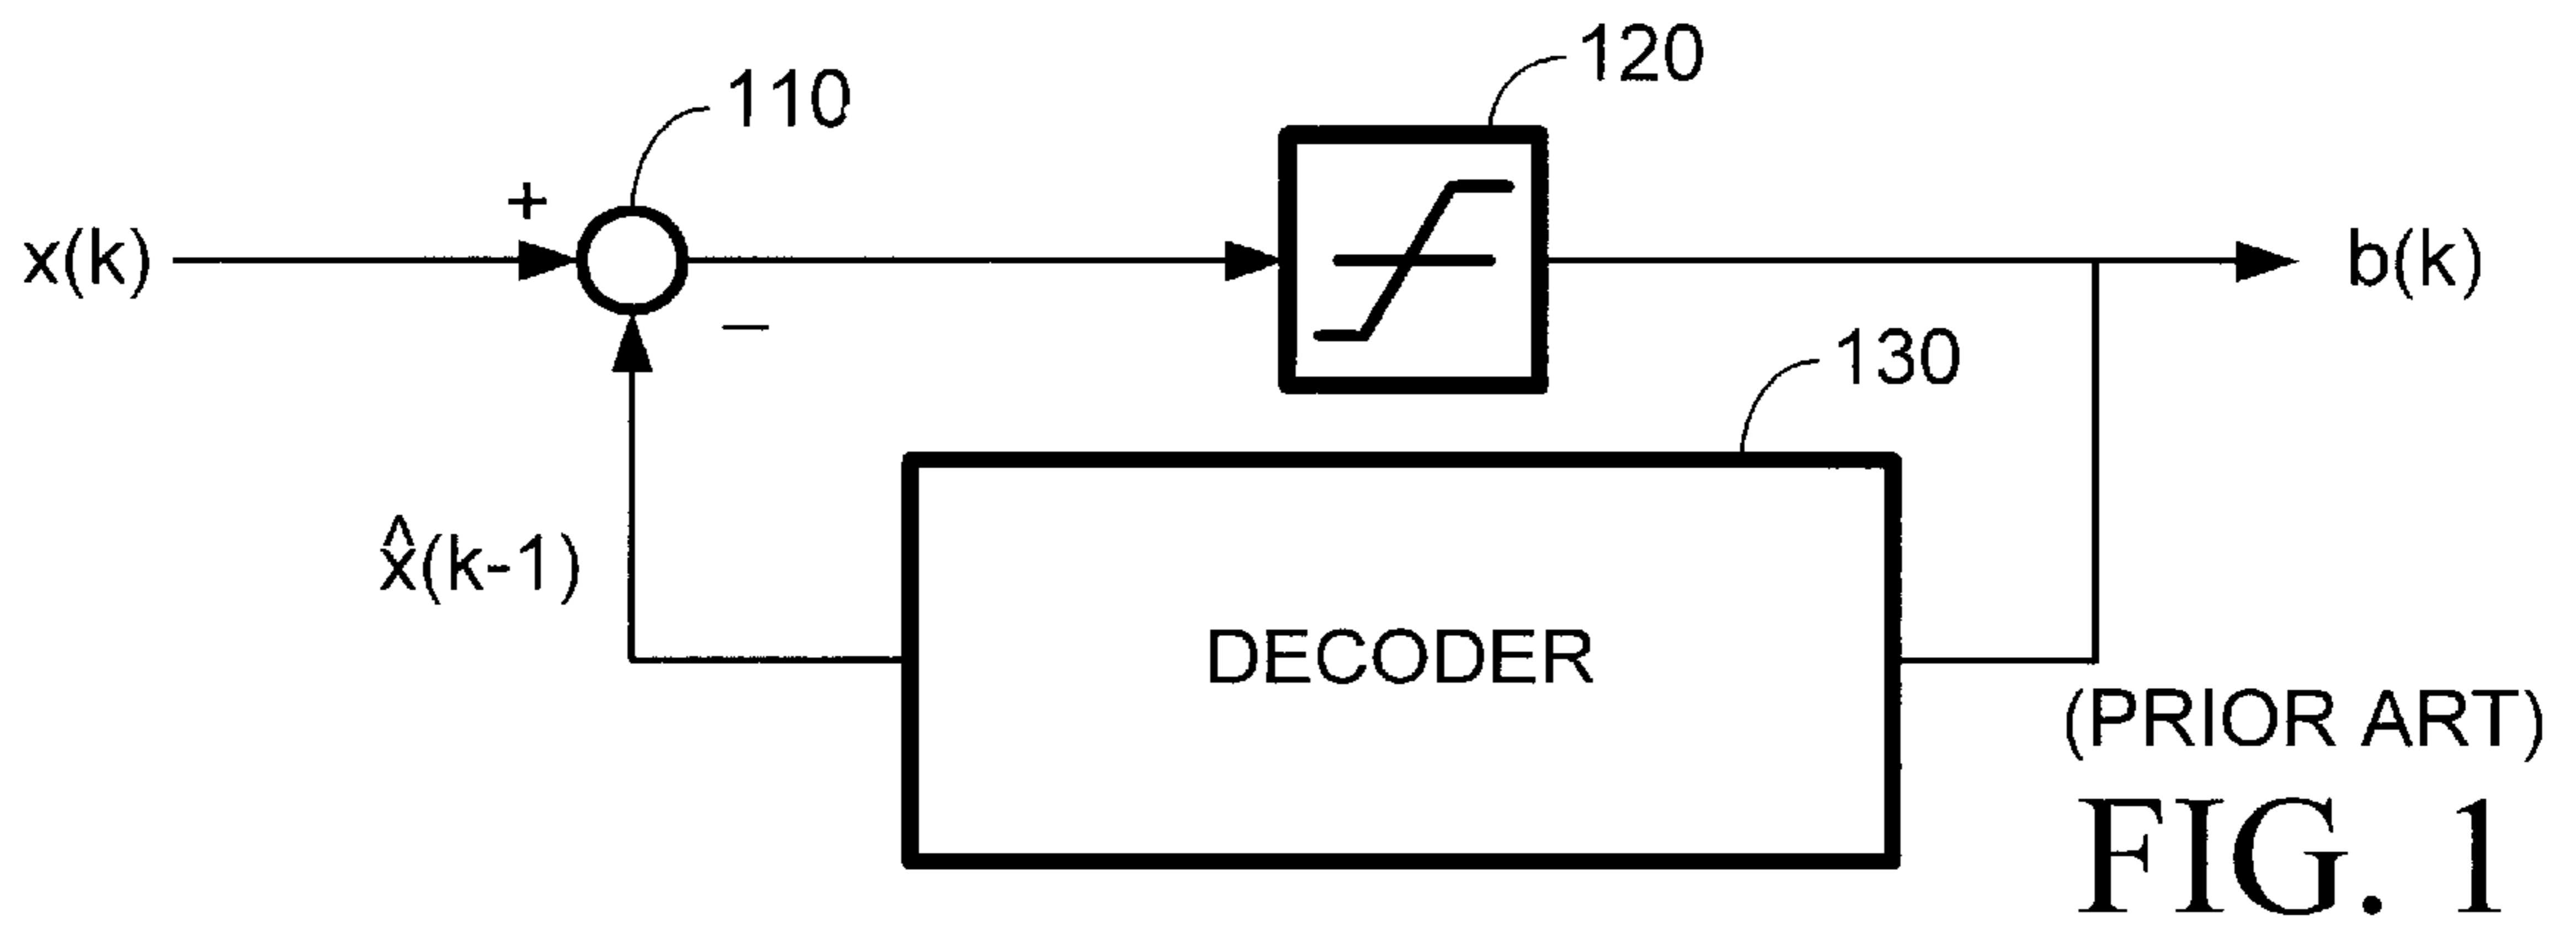 120
110
+
x(k)
b(k)
—
130
x̂(k-1)
DECODER
(PRIOR ART)
FIG. 1